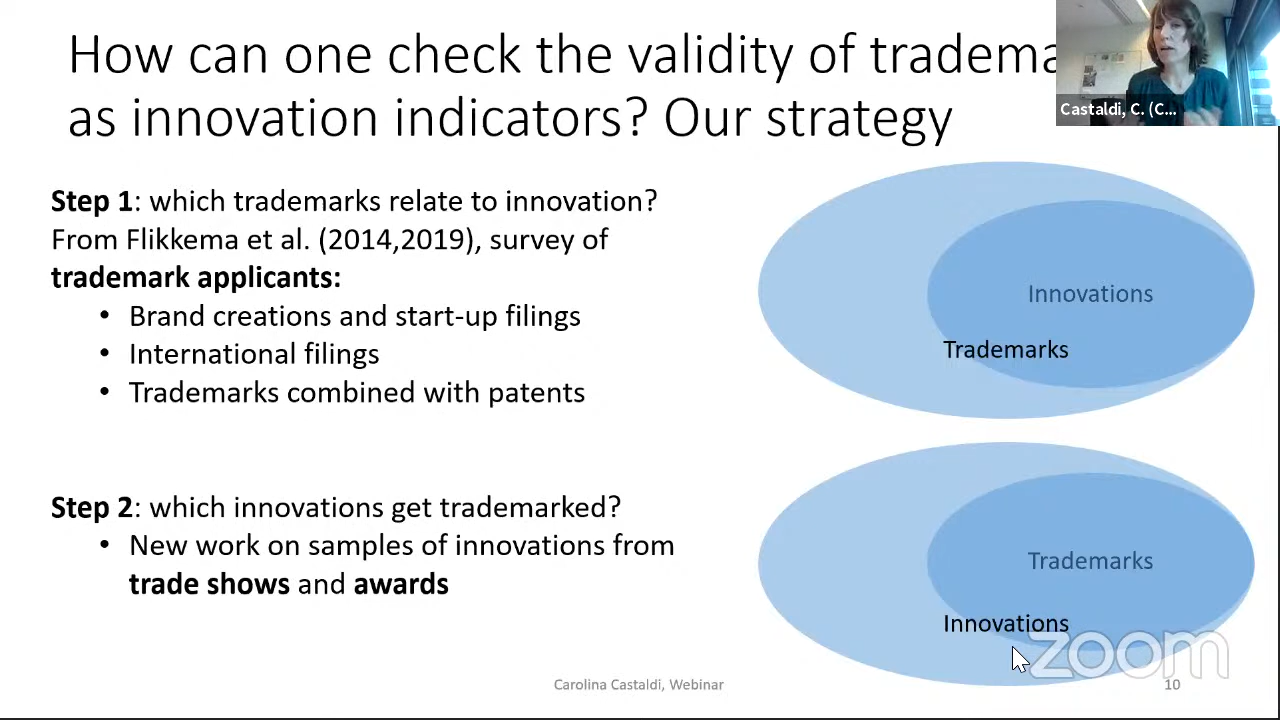 How can one check the validity of tradema
as innovation indicators? Our strategy
Castaldi, C. (C...
Step 1: which trademarks relate to innovation?
From Flikkema et al. (2014,2019), survey of
trademark applicants:
• Brand creations and start-up filings
• International filings
• Trademarks combined with patents
Innovations
Trademarks
Step 2: which innovations get trademarked?
• New work on samples of innovations from
trade shows and awards
Trademarks
Innovations
zoom
Carolina Castaldi, Webinar
10